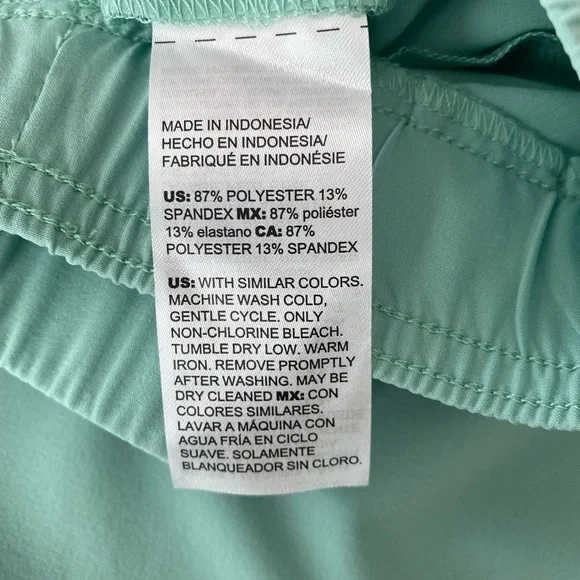 MADE IN INDONESIA/
HECHO EN INDONESIA/
FABRIQUÉ EN INDONÉSIE
US: 87% POLYESTER 13%
SPANDEX MX: 87% poliéster
13% elastano CA: 87%
POLYESTER 13% SPANDEX
US: WITH SIMILAR COLORS.
MACHINE WASH COLD,
GENTLE CYCLE. ONLY
NON-CHLORINE BLEACH.
TUMBLE DRY LOW. WARM
IRON. REMOVE PROMPTLY
AFTER WASHING. MAY BE
DRY CLEANED MX: CON
COLORES SIMILARES.
LAVAR A MÁQUINA CON
AGUA FRÍA EN CICLO
SUAVE. SOLAMENTE
BLANQUEADOR SIN CLORO.